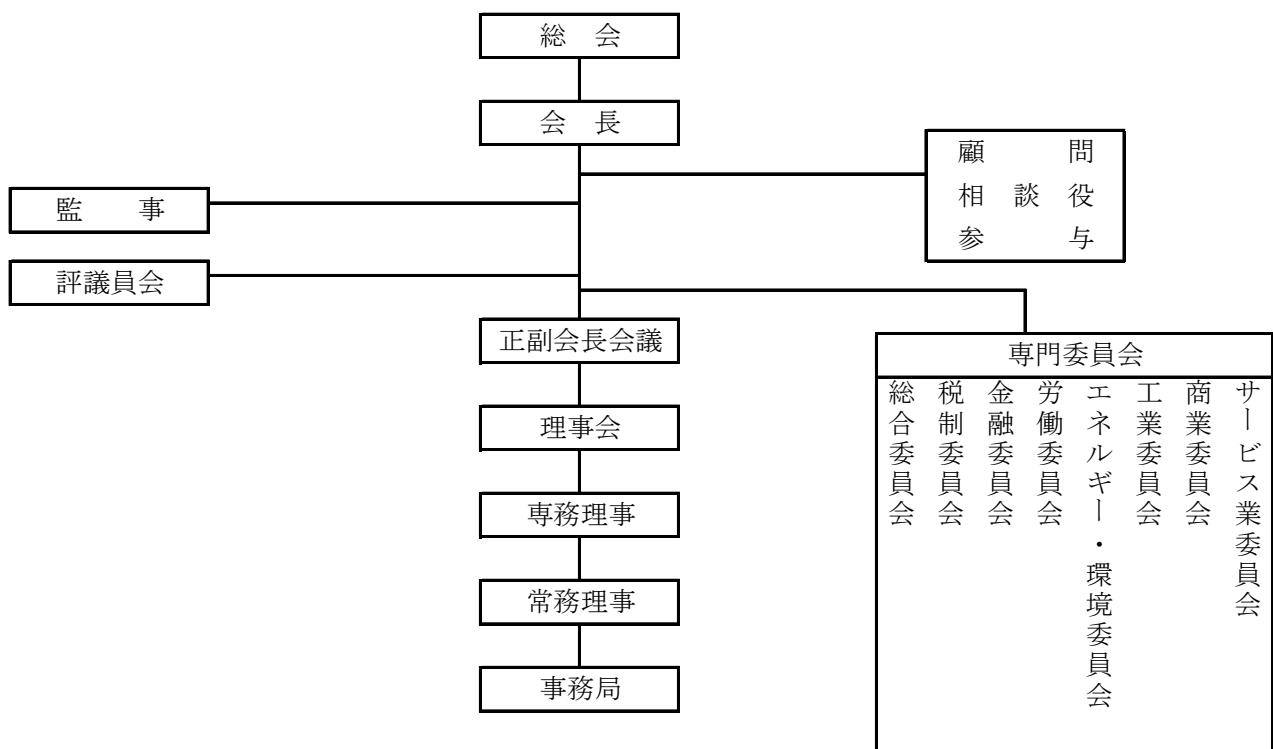 総会
会長
顧問
相談役
参与
監事
評議員会
正副会長会議
理事会
専務理事
常務理事
事務局
専門委員会
総合委員会
税制委員会
金融委員会
労働委員会
エネルギー・環境委員会
工業委員会
商業委員会
サービス業委員会